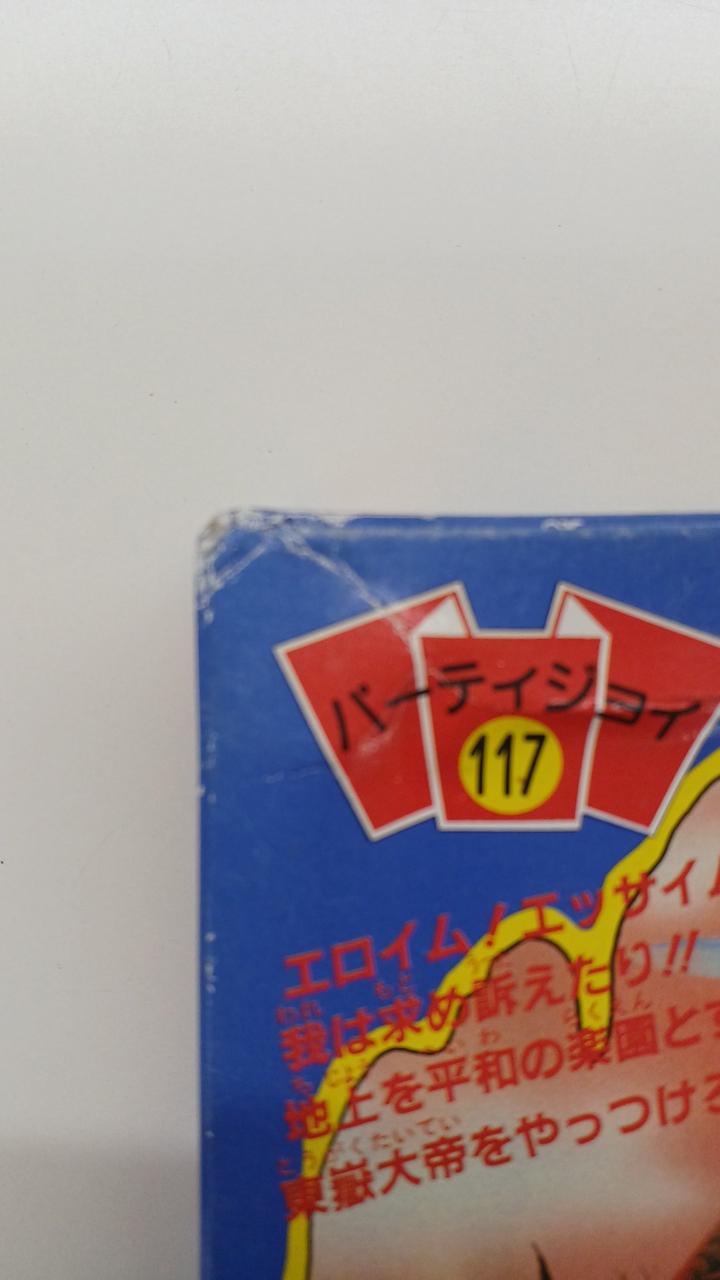 パーティジョイ
117
エロイム!エッサイム
我は求め訴えたり!!
地上を平和の楽園と
東嶽大帝をやっつける